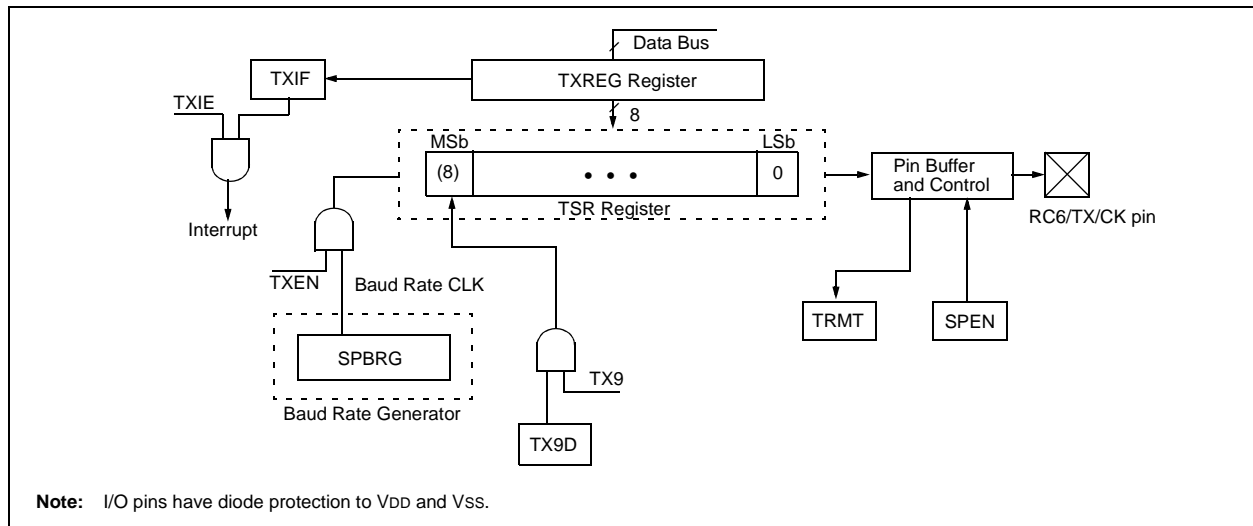 Data Bus
TXIF
TXREG Register
TXIE
8
MSb
LSb
(8)
• • •
0
Pin Buffer
and Control
TSR Register
RC6/TX/CK pin
Interrupt
TXEN
Baud Rate CLK
TRMT
SPEN
SPBRG
TX9
Baud Rate Generator
TX9D
Note: I/O pins have diode protection to VDD and VSS.